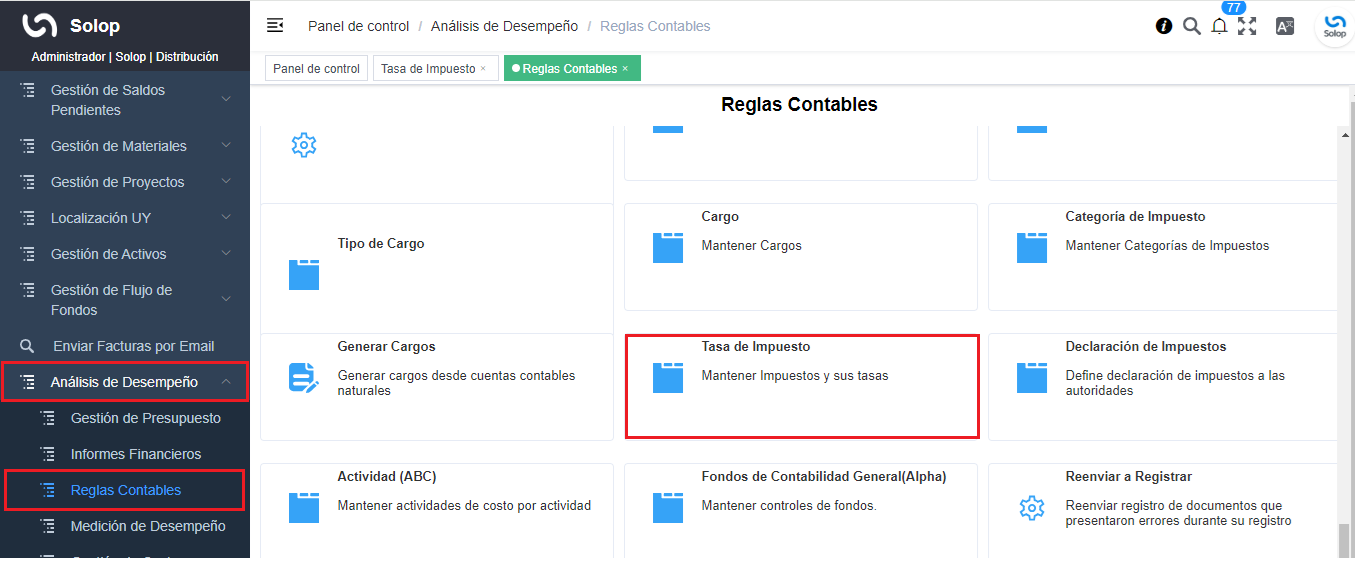 Solop
Administrador | Solop | Distribución
Gestión de Saldos
Pendientes
Gestión de Materiales
Gestión de Proyectos
Localización UY
Gestión de Activos
Gestión de Flujo de
Fondos
Enviar Facturas por Email
Análisis de Desempeño
Gestión de Presupuesto
Informes Financieros
Reglas Contables
Medición de Desempeño
Panel de control / Análisis de Desempeño / Reglas Contables
77
Solop
Panel de control
Tasa de Impuesto ×
Reglas Contables ×
Reglas Contables
Tipo de Cargo
Cargo
Mantener Cargos
Categoría de Impuesto
Mantener Categorías de Impuestos
Generar Cargos
Generar cargos desde cuentas contables
naturales
Tasa de Impuesto
Mantener Impuestos y sus tasas
Declaración de Impuestos
Define declaración de impuestos a las
autoridades
Actividad (ABC)
Mantener actividades de costo por actividad
Fondos de Contabilidad General(Alpha)
Mantener controles de fondos.
Reenviar a Registrar
Reenviar registro de documentos que
presentaron errores durante su registro